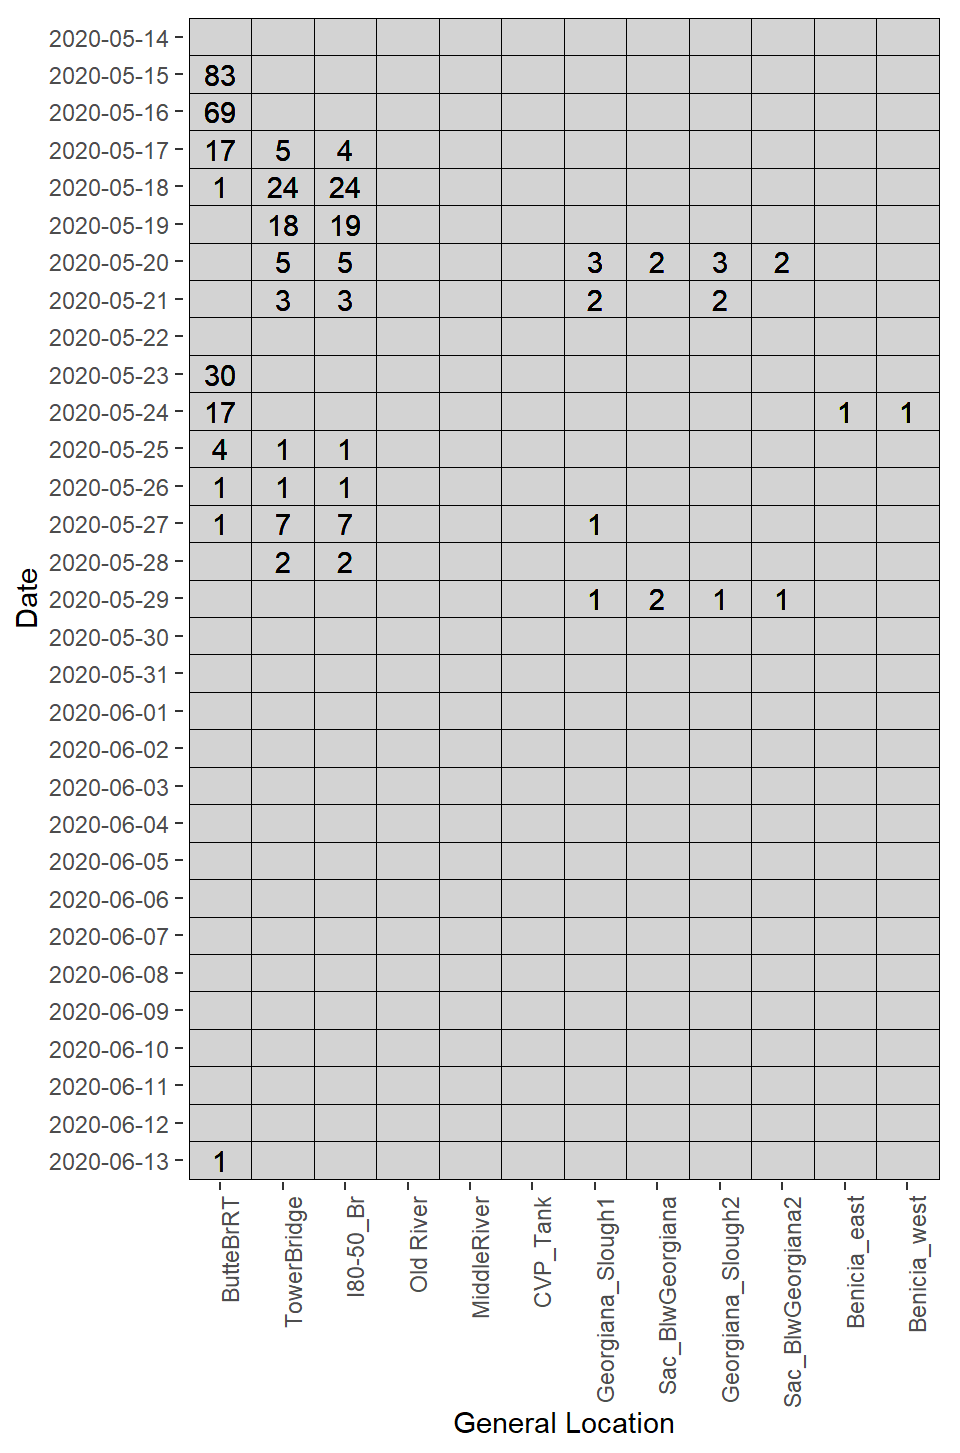 2020-05-14
2020-05-15 83
2020-05-16 69
2020-05-17 17 5 4
2020-05-18 1 24 24
2020-05-19 18 19
2020-05-20 5 5 3 2 3 2
2020-05-21 3 3 2 2
2020-05-22
2020-05-23 30
2020-05-24 17 1 1
2020-05-25 4 1 1
2020-05-26 1 1 1
2020-05-27 1 7 7 1
2020-05-28 2 2
2020-05-29 1 2 1 1
2020-05-30
2020-05-31
2020-06-01
2020-06-02
2020-06-03
2020-06-04
2020-06-05
2020-06-06
2020-06-07
2020-06-08
2020-06-09
2020-06-10
2020-06-11
2020-06-12
2020-06-13 1
Date
ButteBrRT
TowerBridge
I80-50_Br
Old River
MiddleRiver
CVP_Tank
Georgiana_Slough1
Sac_BlwGeorgiana
Georgiana_Slough2
Sac_BlwGeorgiana2
Benicia_east
Benicia_west
General Location